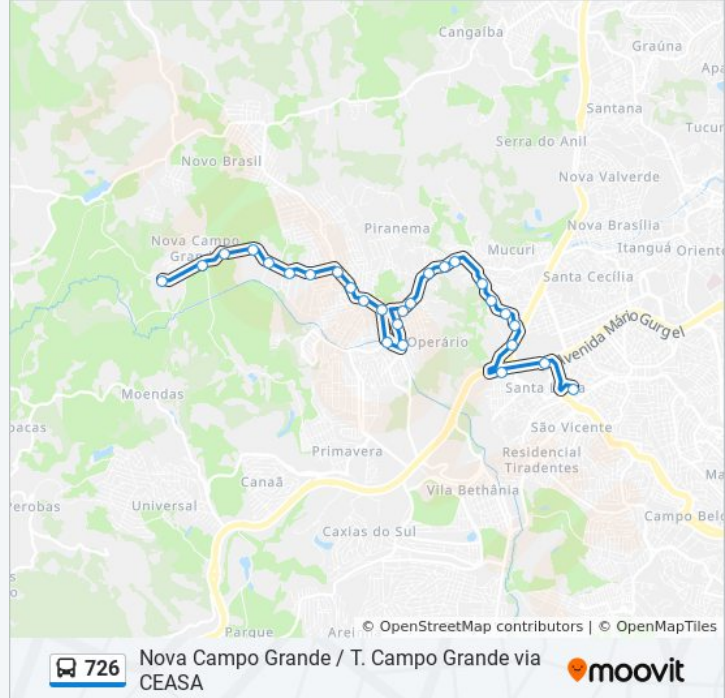 Cangaíba
Graúna
Apa
Santana
Tucur
Serra do Anil
Novo Brasil
Nova Valverde
Piranema
Nova Brasília
Nova Campo
Gran
Mucuri
Itanguá
Oriente
Santa Cecília
Avenida Mário Gurgel
Operário
Moendas
Santa L
pacas
São Vicente
Primavera
Residencial
Tiradentes
Ma
Canaã
Vila Bethânia
Perobas
Universal
Campo Belo
Caxias do Sul
Parque
Arei
© OpenStreetMap contributors | © OpenMapTiles
726
Nova Campo Grande / T. Campo Grande via
CEASA
moovit